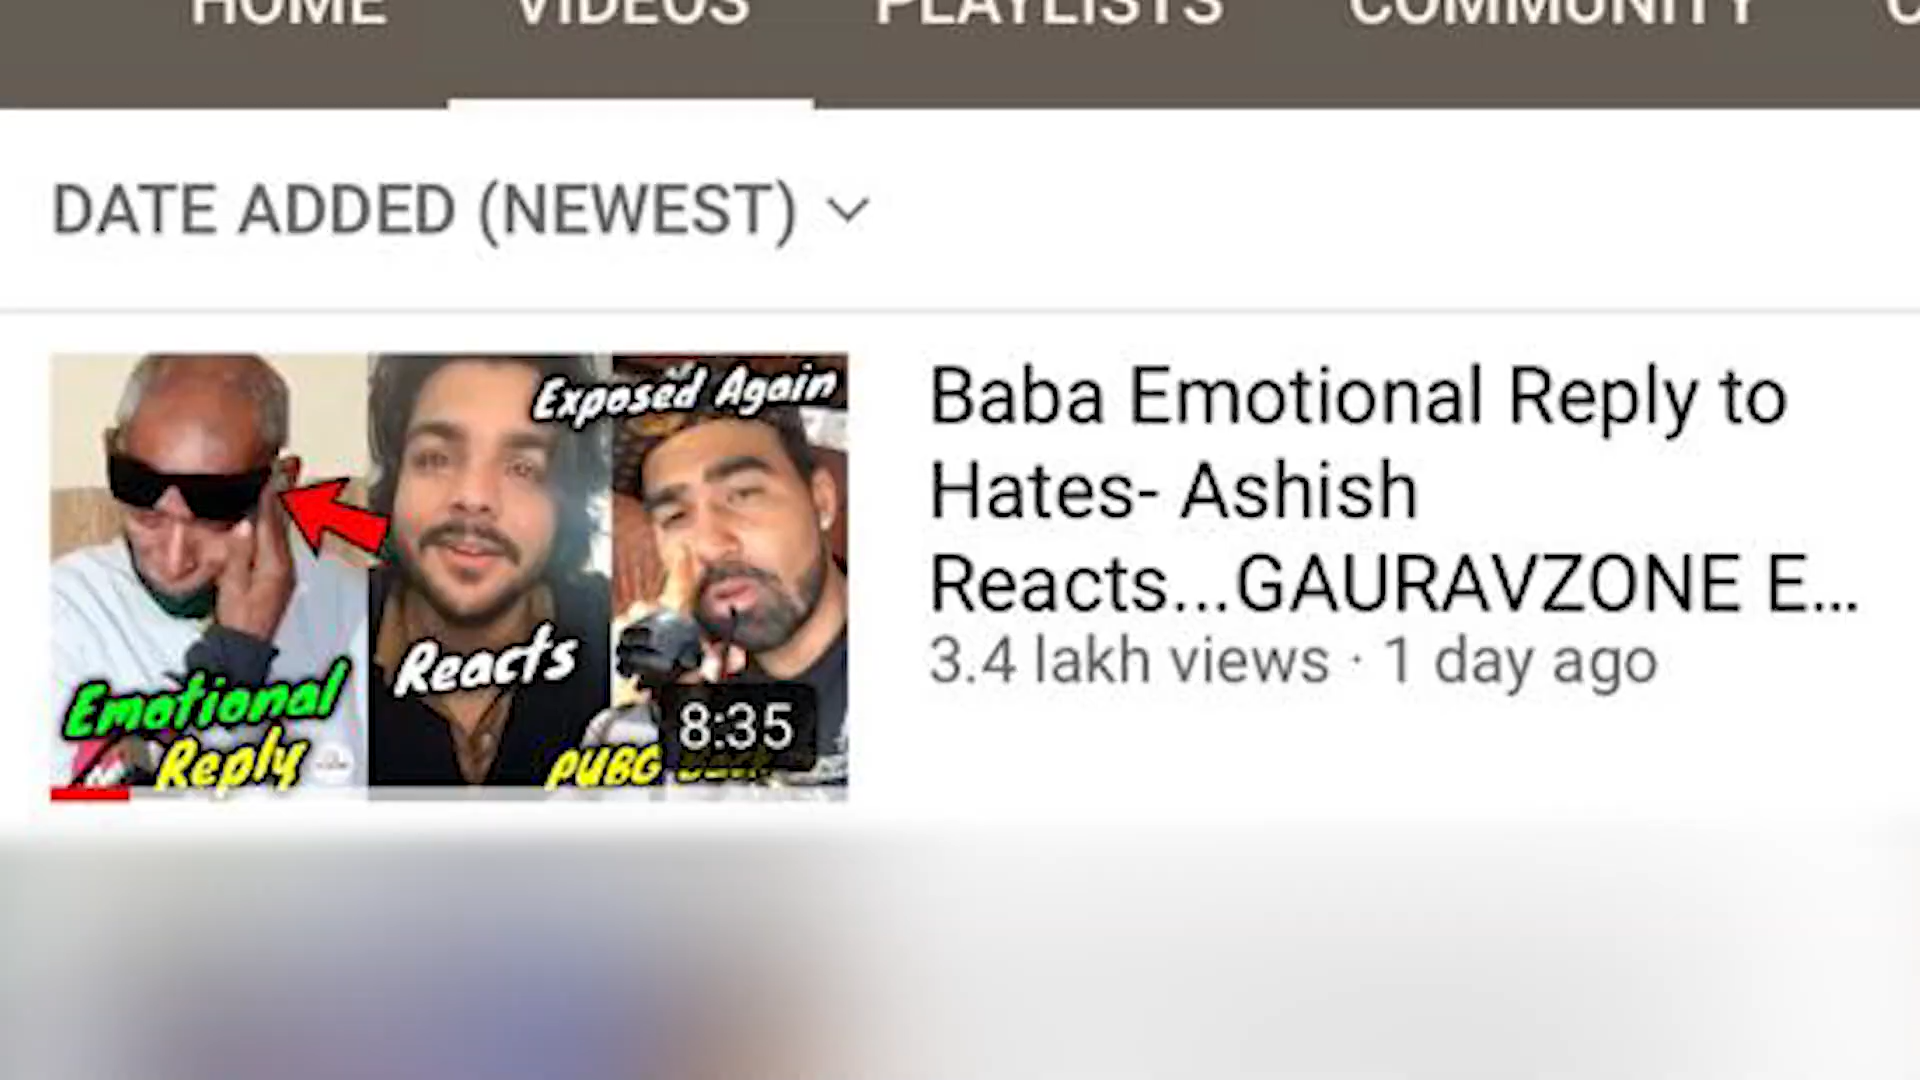 HOME VIDEOS PLAYLISTS COMMUNITY
DATE ADDED (NEWEST)
Exposed Again
Reacts
Emotional
Reply
PUBG
8:35
Baba Emotional Reply to
Hates- Ashish
Reacts...GAURAVZONE E...
3.4 lakh views · 1 day ago